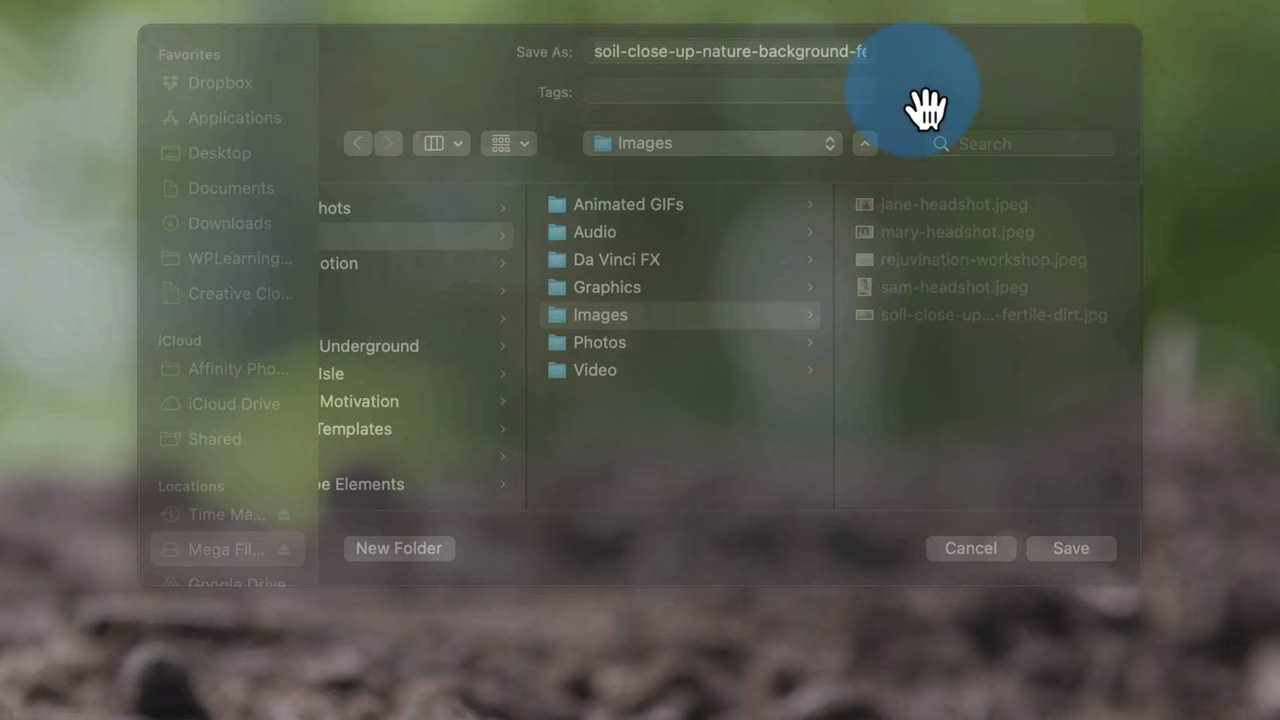 Favorites
Dropbox
Applications
Desktop
Documents
Downloads
WPLearning...
Creative Clo...
iCloud
Affinity Pho...
iCloud Drive
Shared
Locations
Time Ma...
Mega Fil...
Google Drive
Save As: soil-close-up-nature-background-fe
Tags:
Images
Search
hots
otion
Underground
Isle
Motivation
Templates
e Elements
Animated GIFs
Audio
Da Vinci FX
Graphics
Images
Photos
Video
jane-headshot.jpeg
mary-headshot.jpeg
rejuvination-workshop.jpeg
sam-headshot.jpeg
soil-close-up...-fertile-dirt.jpg
New Folder
Cancel
Save